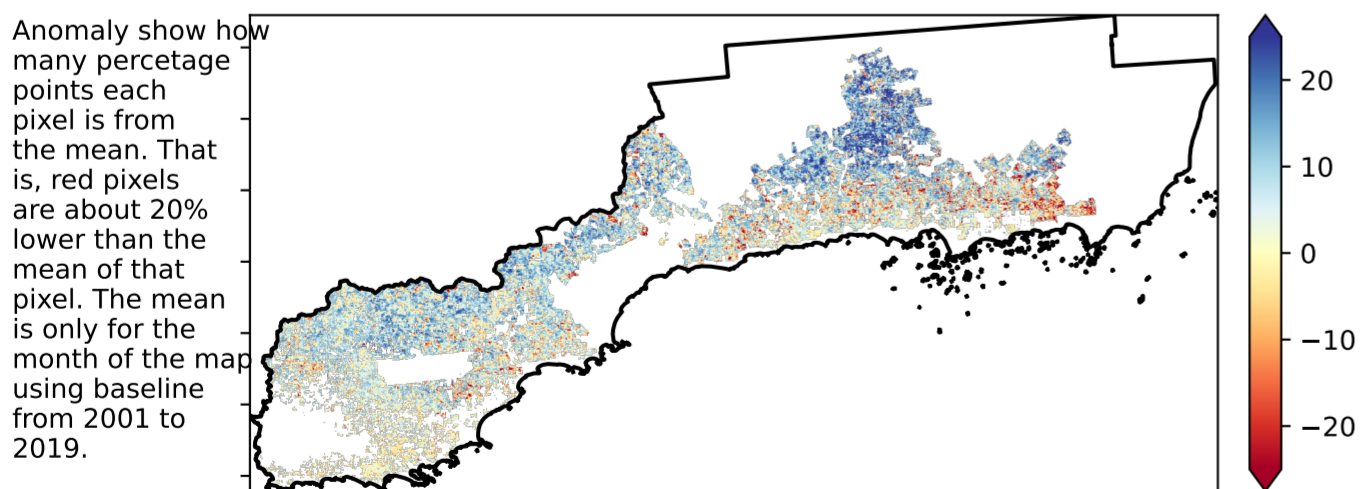 Anomaly show how
many percetage
points each
pixel is from
the mean. That
is, red pixels
are about 20%
lower than the
mean of that
pixel. The mean
is only for the
month of the map
using baseline
from 2001 to
2019.
20
10
0
−10
−20